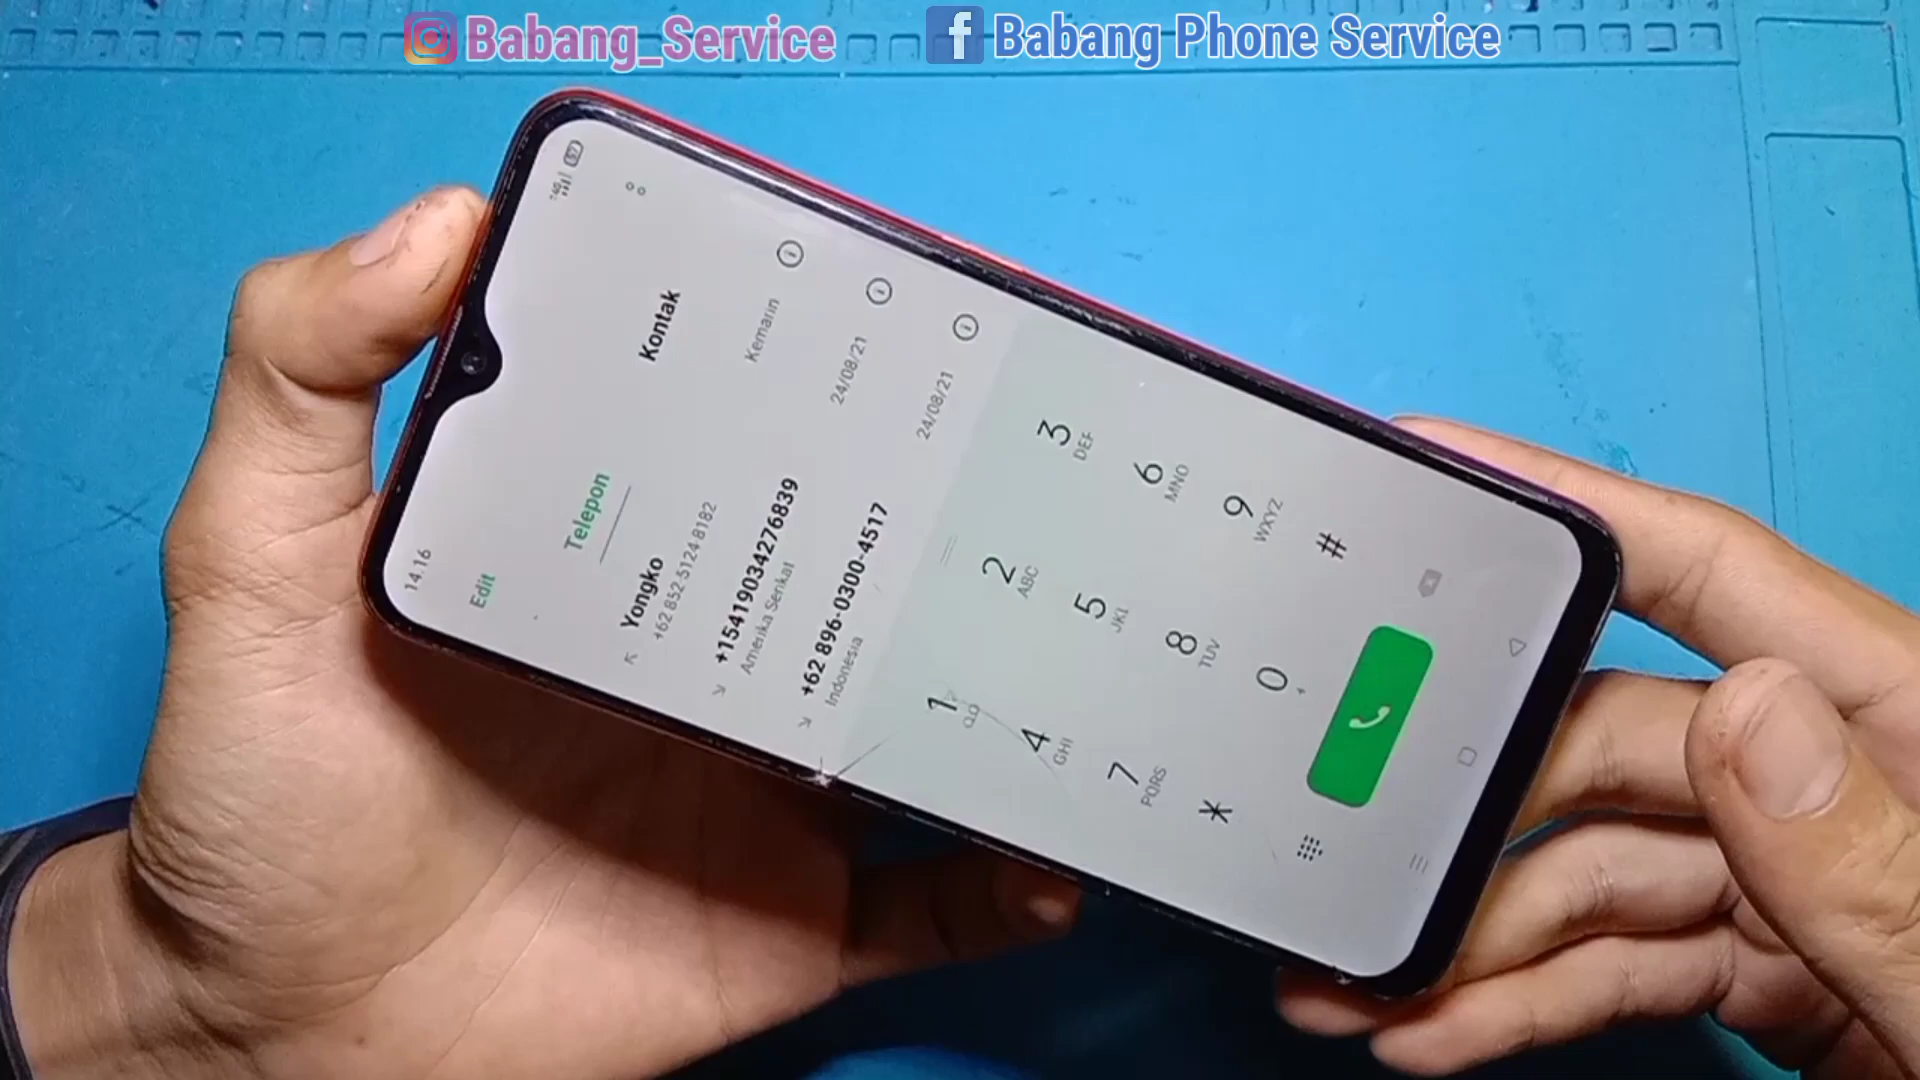 Babang_Service
Babang Phone Service
14.16
4G
57
Edit
Telepon
Kontak
Yongko
Kemarin
+62 852-5124-8182
+15419034276839
24/08/21
Amerika Serikat
+62 896-0300-4517
24/08/21
Indonesia
1
2
ABC
3
DEF
4
GHI
5
JKL
6
MNO
7
PQRS
8
TUV
9
WXYZ
*
0
+
#